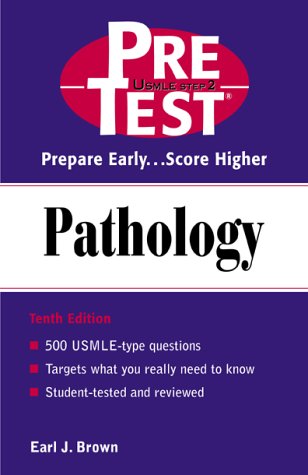 PRE
USMLE STEP 2
TEST®
Prepare Early...Score Higher
Pathology
Tenth Edition
500 USMLE-type questions
Targets what you really need to know
Student-tested and reviewed
Earl J. Brown